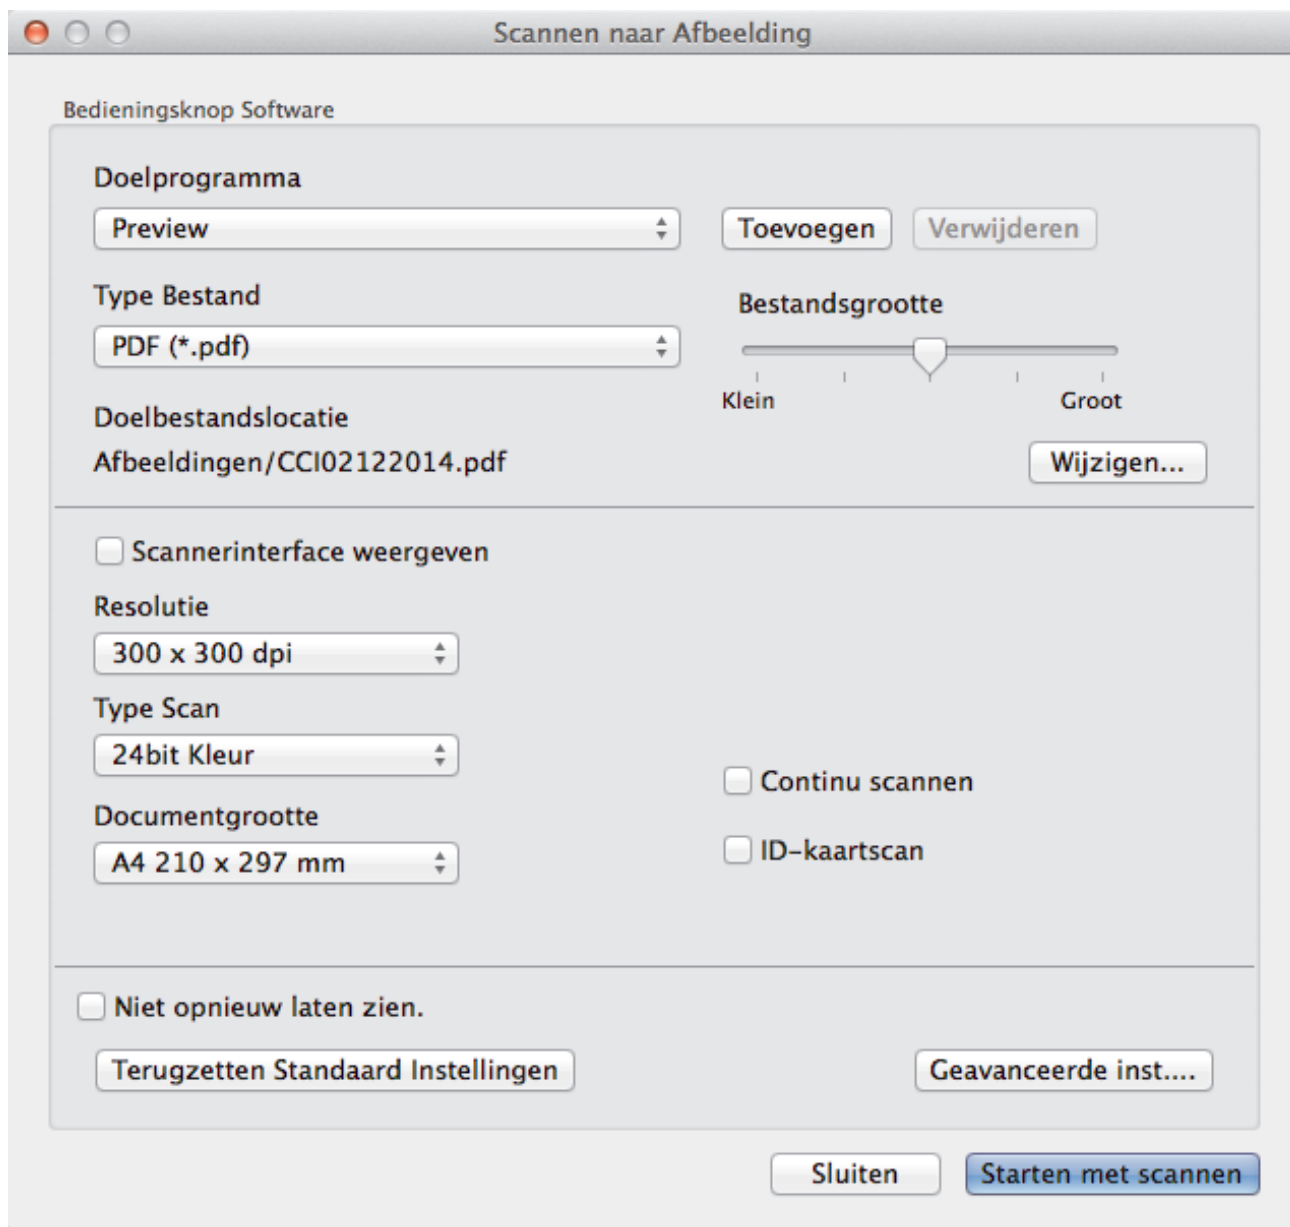 Scannen naar Afbeelding
Bedieningsknop Software
Doelprogramma
Preview
Toevoegen
Verwijderen
Type Bestand
Bestandsgrootte
PDF (*.pdf)
Klein
Groot
Doelbestandslocatie
Afbeeldingen/CCI02122014.pdf
Wijzigen...
Scannerinterface weergeven
Resolutie
300 x 300 dpi
Type Scan
24bit Kleur
Continu scannen
Documentgrootte
A4 210 x 297 mm
ID-kaartscan
Niet opnieuw laten zien.
Terugzetten Standaard Instellingen
Geavanceerde inst....
Sluiten
Starten met scannen